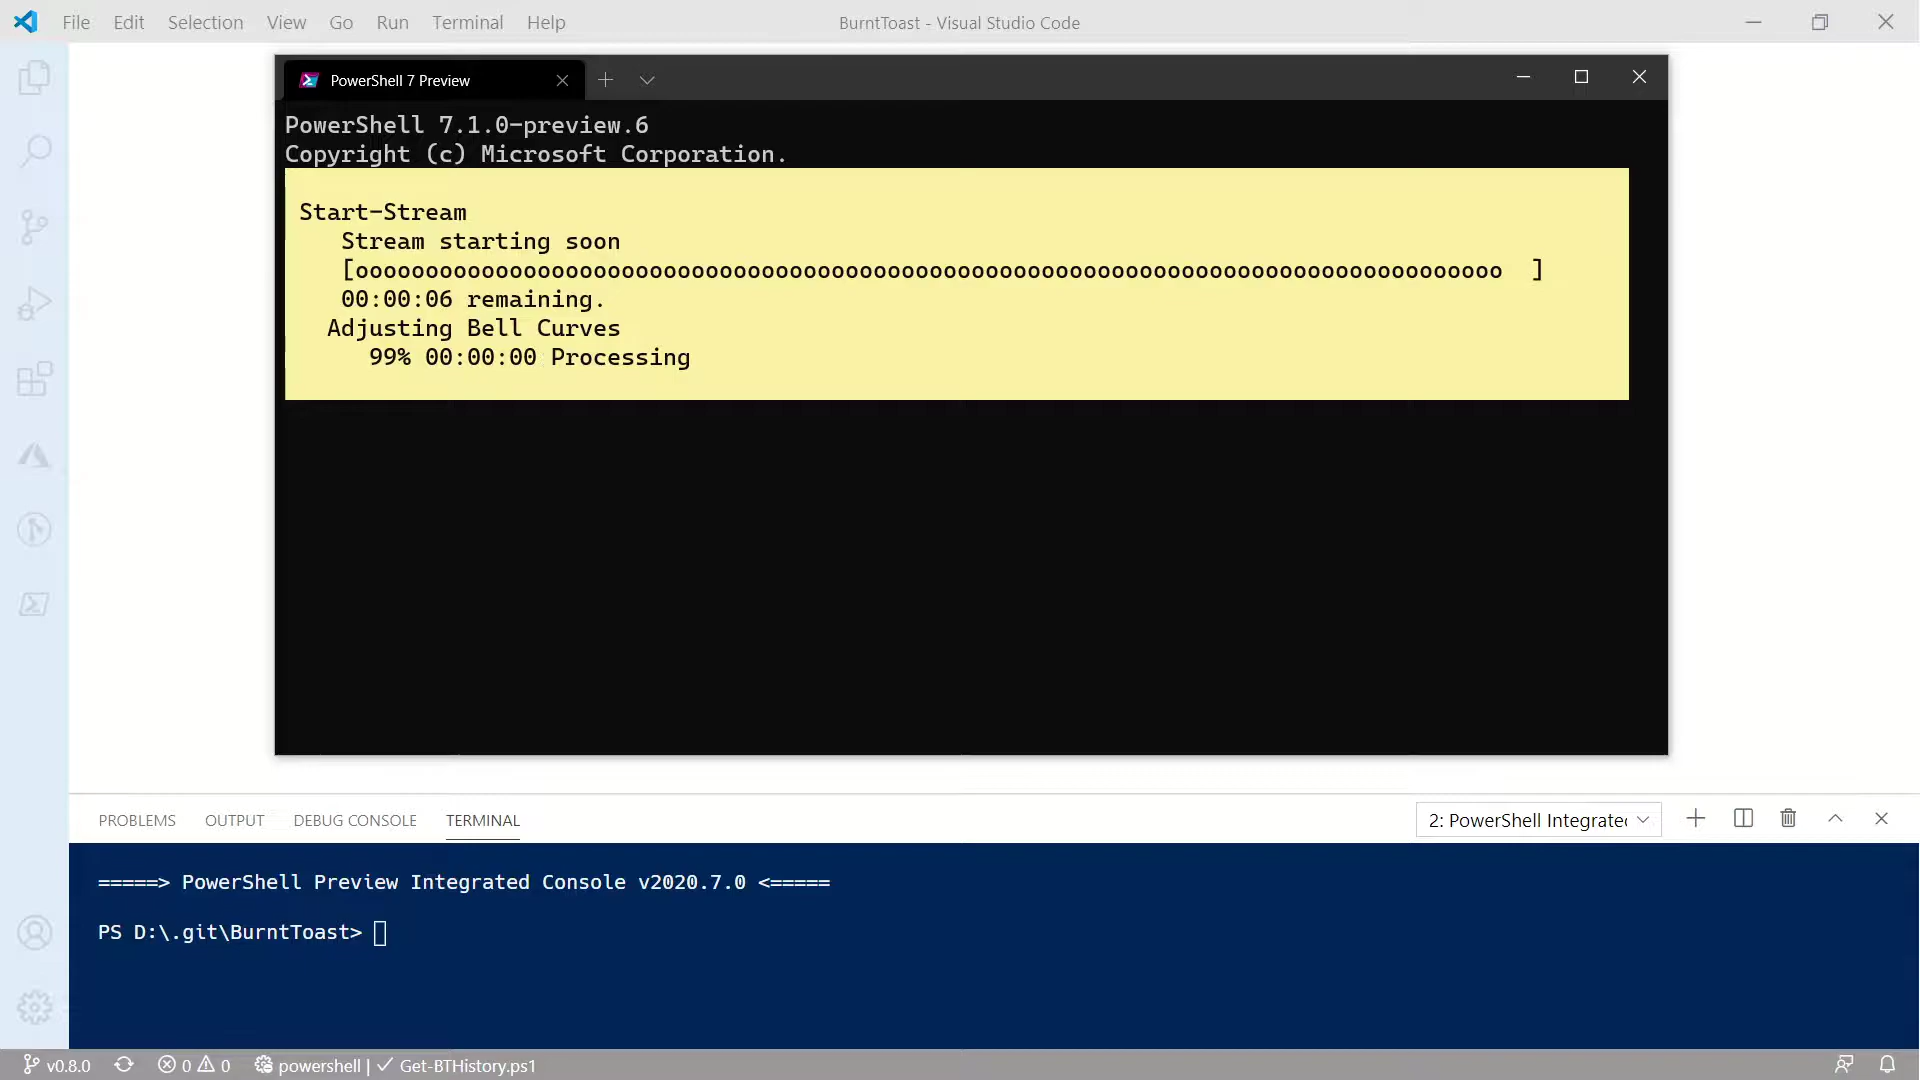 File Edit Selection View Go Run Terminal Help
BurntToast - Visual Studio Code
PowerShell 7 Preview
PowerShell 7.1.0-preview.6
Copyright (c) Microsoft Corporation.
Start-Stream
Stream starting soon
[oooooooooooooooooooooooooooooooooooooooooooooooooooooooooooooooooooooooooooooooooo  ]
00:00:06 remaining.
Adjusting Bell Curves
99% 00:00:00 Processing
PROBLEMS OUTPUT DEBUG CONSOLE TERMINAL
2: PowerShell Integrated
=====> PowerShell Preview Integrated Console v2020.7.0 <=====
PS D:\.git\BurntToast>
v0.8.0 0 0 powershell | Get-BTHistory.ps1